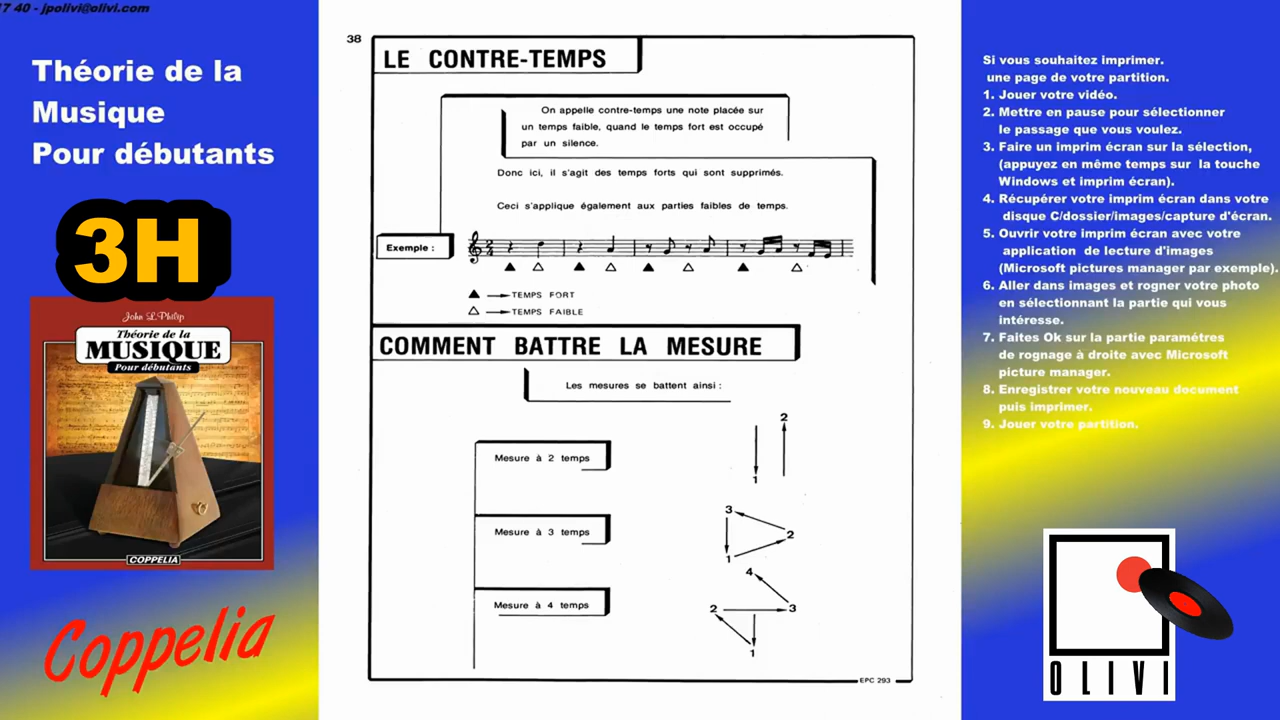 17 40 - jpolivi@olivi.com
Théorie de la
Musique
Pour débutants
3H
John L.Philip
Théorie de la
MUSIQUE
Pour débutants
COPPELIA
Coppelia
38
LE CONTRE-TEMPS
On appelle contre-temps une note placée sur
un temps faible, quand le temps fort est occupé
par un silence.
Donc ici, il s'agit des temps forts qui sont supprimés.
Ceci s'applique également aux parties faibles de temps.
Exemple :
2
4
TEMPS FORT
TEMPS FAIBLE
COMMENT BATTRE LA MESURE
Les mesures se battent ainsi :
Mesure à 2 temps
2
1
Mesure à 3 temps
3
2
1
Mesure à 4 temps
4
2
3
1
EPC 293
Si vous souhaitez imprimer.
une page de votre partition.
1. Jouer votre vidéo.
2. Mettre en pause pour sélectionner
le passage que vous voulez.
3. Faire un imprim écran sur la sélection,
(appuyez en même temps sur la touche
Windows et imprim écran).
4. Récupérer votre imprim écran dans votre
disque C/dossier/images/capture d'écran.
5. Ouvrir votre imprim écran avec votre
application de lecture d'images
(Microsoft pictures manager par exemple).
6. Aller dans images et rogner votre photo
en sélectionnant la partie qui vous
intéresse.
7. Faites Ok sur la partie paramétres
de rognage à droite avec Microsoft
picture manager.
8. Enregistrer votre nouveau document
puis imprimer.
9. Jouer votre partition.
OLIVI